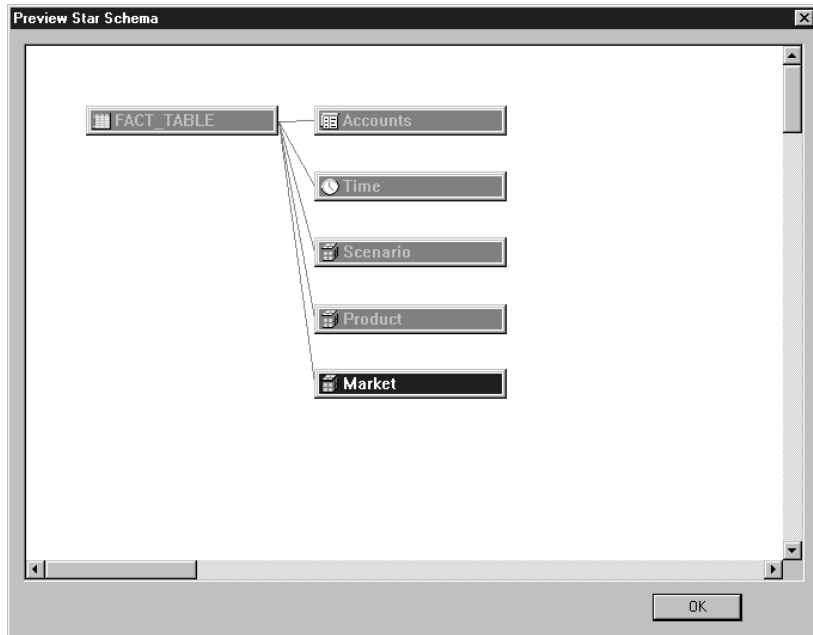 Preview Star Schema
FACT_TABLE
Accounts
Time
Scenario
Product
Market
OK